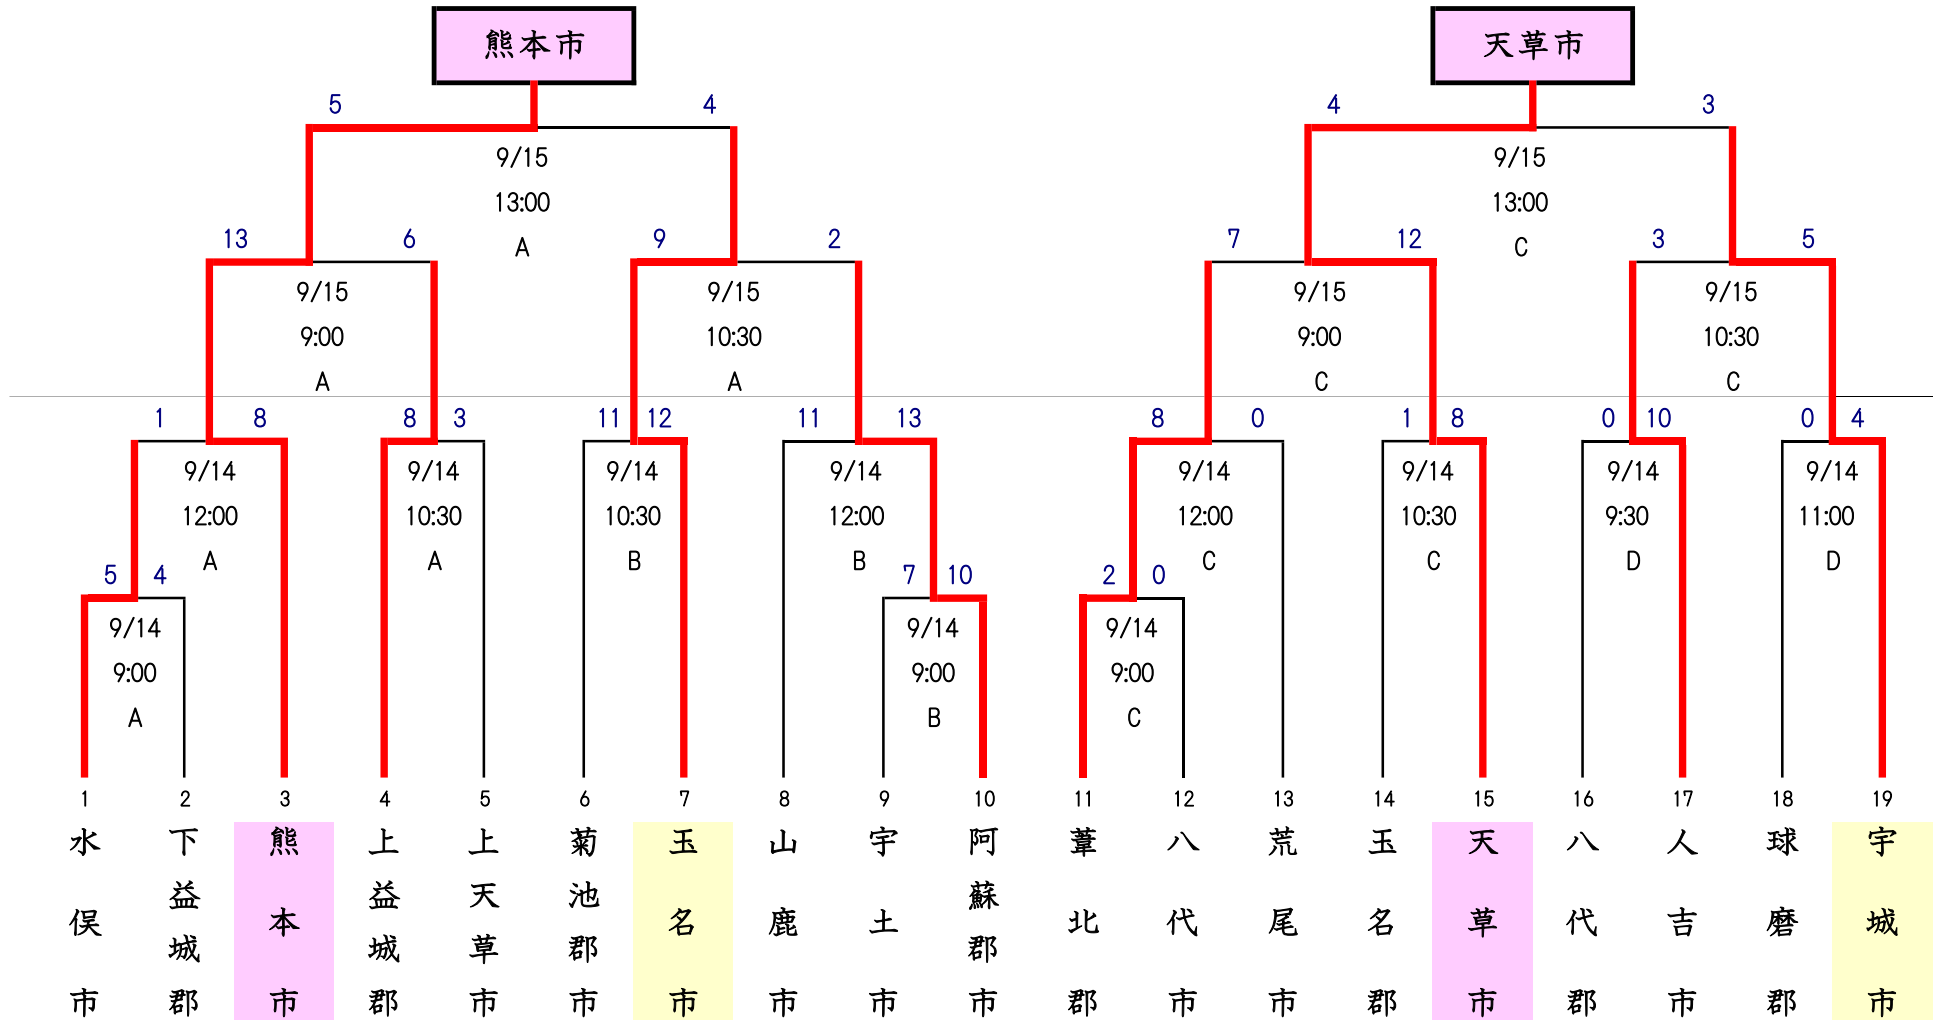 熊本市 天草市
5 4 4 3
9/15 9/15
13:00 13:00
13 6 9 2 7 12 3 5
A C
9/15 9/15 9/15 9/15
9:00 10:30 9:00 10:30
A A C C
1 8 8 3 11 12 11 13 8 0 1 8 0 10 0 4
9/14 9/14 9/14 9/14 9/14 9/14 9/14 9/14
12:00 10:30 10:30 12:00 12:00 10:30 9:30 11:00
A A B B C C D D
5 4 7 10 2 0
9/14 9/14 9/14
9:00 9:00 9:00
A B C
1 2 3 4 5 6 7 8 9 10 11 12 13 14 15 16 17 18 19
水俣市
下益城郡
熊本市
上益城郡
上天草市
菊池郡市
玉名市
山鹿市
宇土市
阿蘇郡市
葦北郡
八代市
荒尾市
玉名郡
天草市
八代郡
人吉市
球磨郡
宇城市